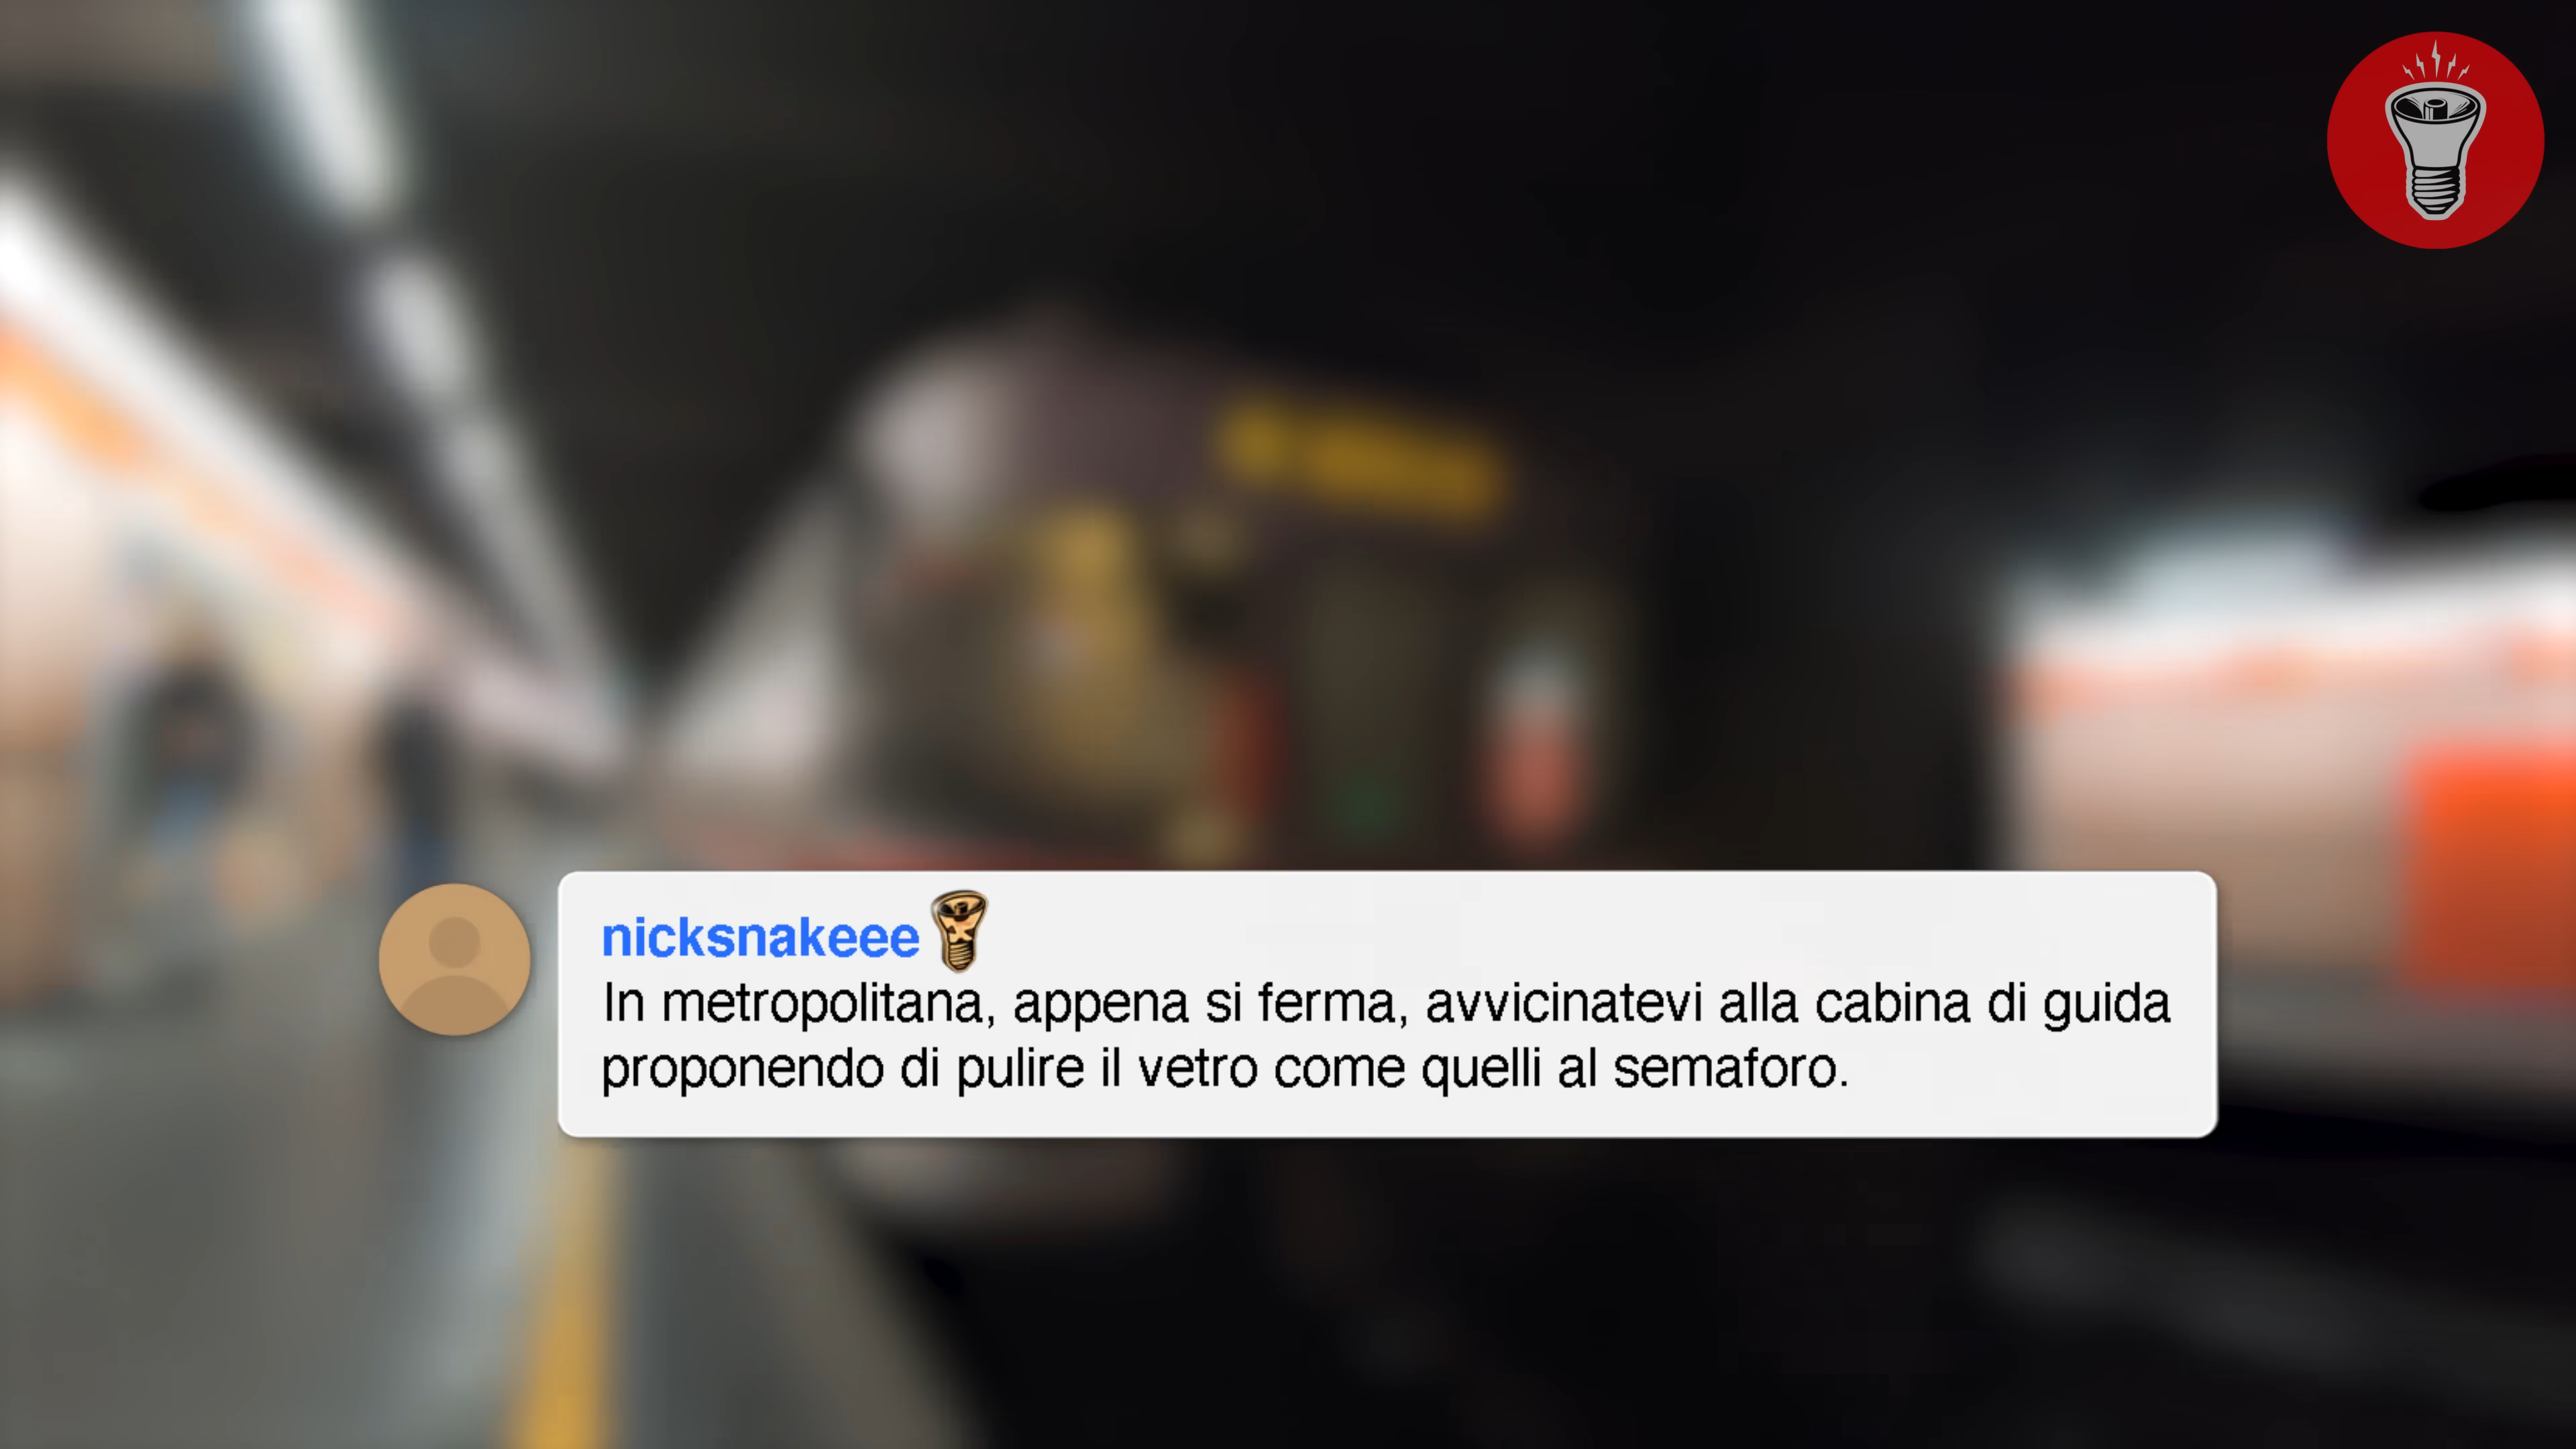 nicksnakeee
In metropolitana, appena si ferma, avvicinatevi alla cabina di guida
proponendo di pulire il vetro come quelli al semaforo.